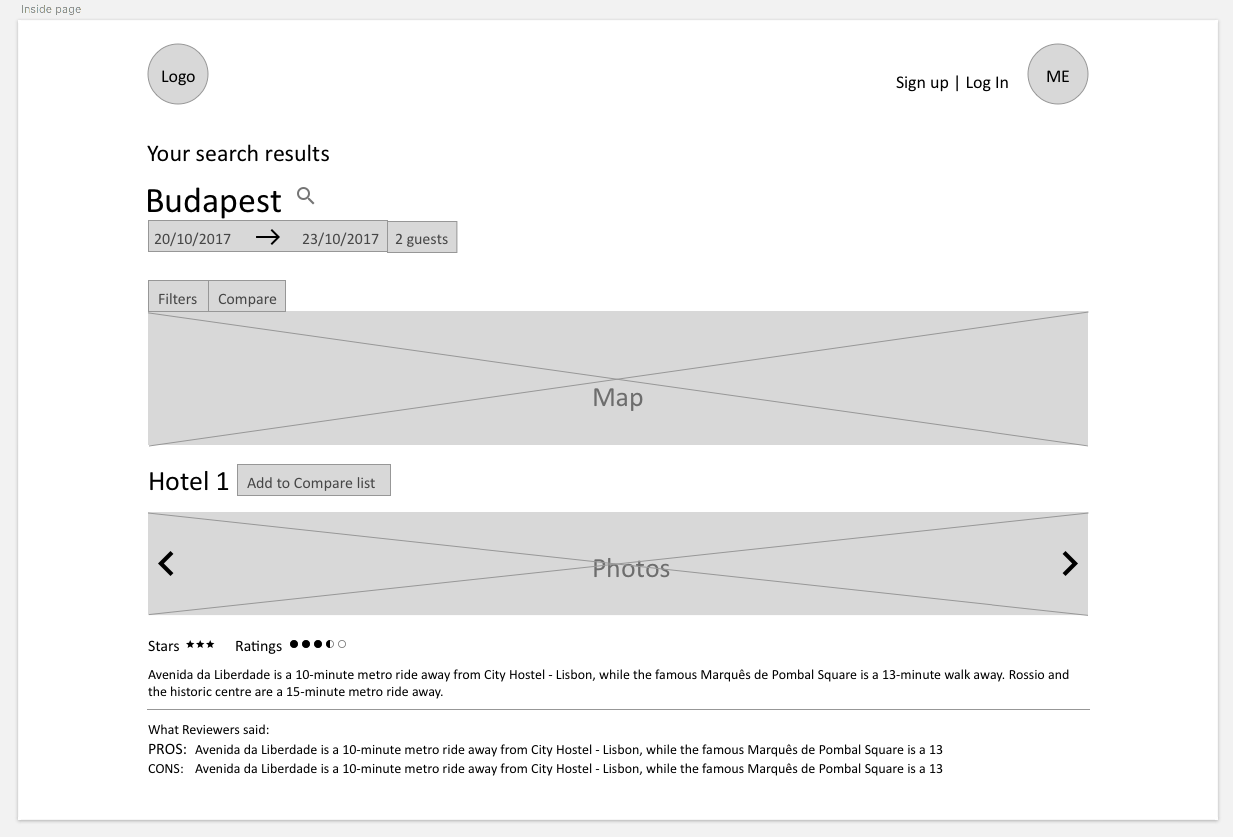 Inside page
Logo
Sign up | Log In
ME
Your search results
Budapest
20/10/2017
23/10/2017
2 guests
Filters
Compare
Map
Hotel 1
Add to Compare list
Photos
Stars
Ratings
Avenida da Liberdade is a 10-minute metro ride away from City Hostel - Lisbon, while the famous Marquês de Pombal Square is a 13-minute walk away. Rossio and
the historic centre are a 15-minute metro ride away.
What Reviewers said:
PROS: Avenida da Liberdade is a 10-minute metro ride away from City Hostel - Lisbon, while the famous Marquês de Pombal Square is a 13
CONS: Avenida da Liberdade is a 10-minute metro ride away from City Hostel - Lisbon, while the famous Marquês de Pombal Square is a 13